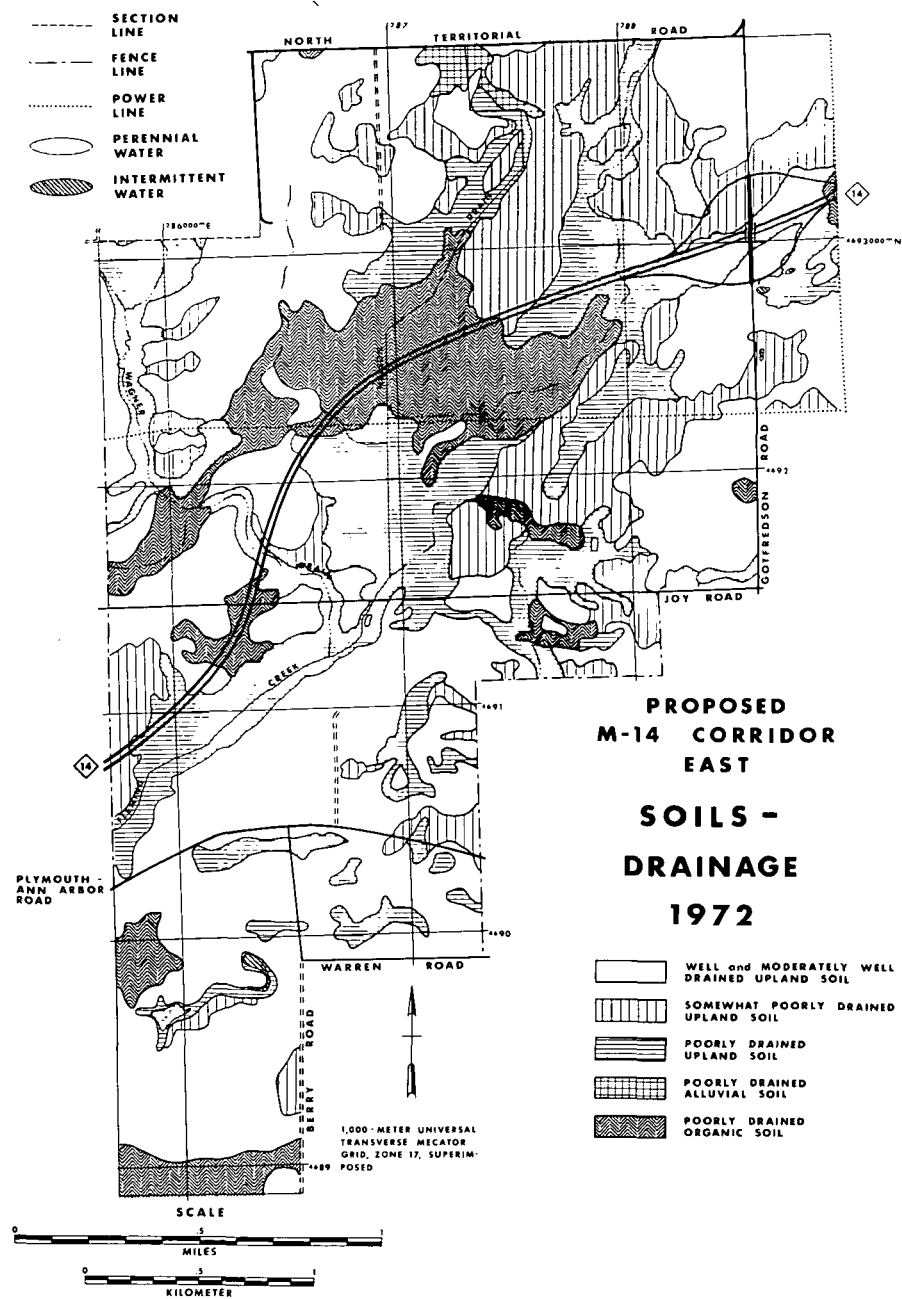 SECTION
LINE
FENCE
LINE
POWER
LINE
PERENNIAL
WATER
INTERMITTENT
WATER
787
788
NORTH TERRITORIAL ROAD
14
786000mE
4693000mN
WAGNER
4692
GOTFREDSON ROAD
JOY ROAD
CREEK
4691
14
PROPOSED
M-14 CORRIDOR
EAST
SOILS -
DRAINAGE
1972
PLYMOUTH -
ANN ARBOR
ROAD
4690
WARREN ROAD
BERRY ROAD
WELL and MODERATELY WELL
DRAINED UPLAND SOIL
SOMEWHAT POORLY DRAINED
UPLAND SOIL
POORLY DRAINED
UPLAND SOIL
POORLY DRAINED
ALLUVIAL SOIL
POORLY DRAINED
ORGANIC SOIL
1,000-METER UNIVERSAL
TRANSVERSE MECATOR
GRID, ZONE 17, SUPERIM-
POSED
4689
SCALE
0 .5 1
MILES
0 .5 1
KILOMETER